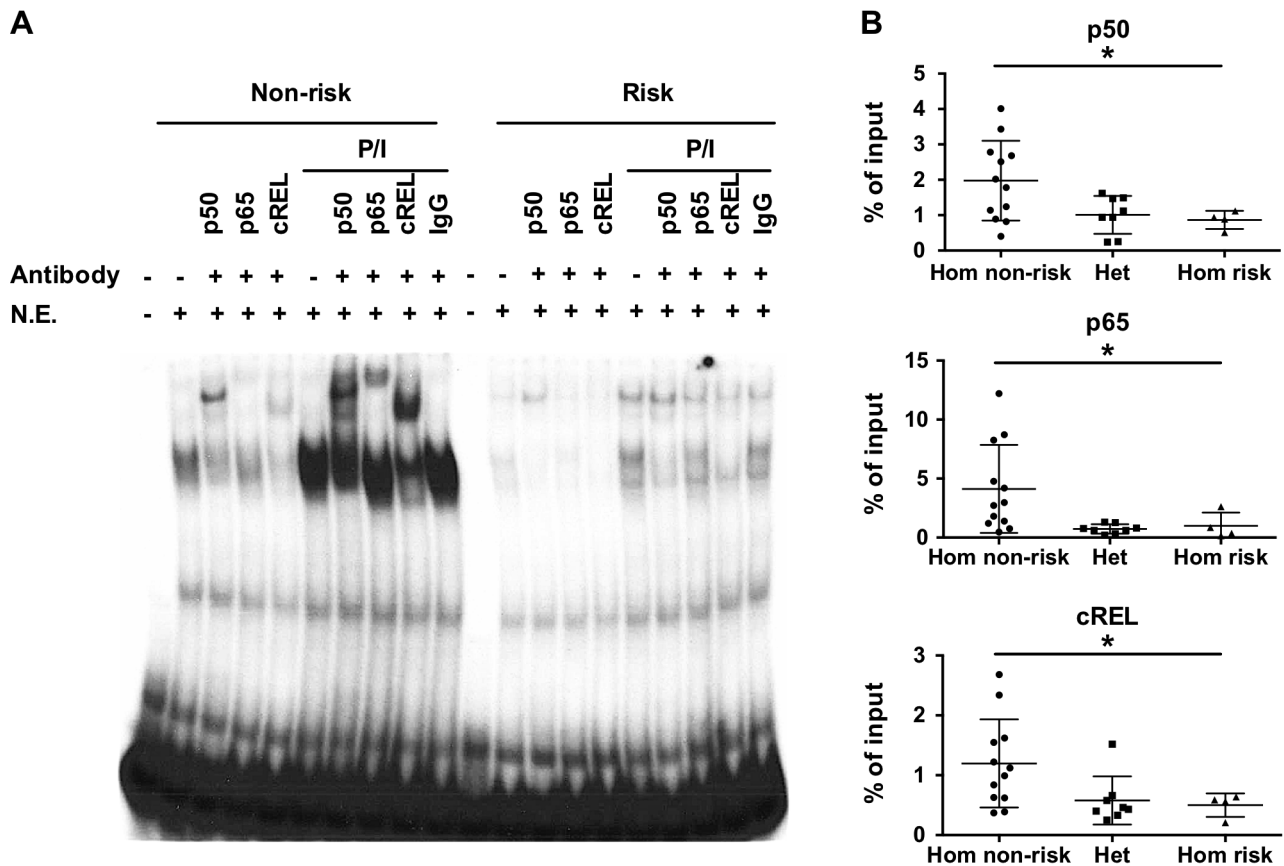 A
Non-risk Risk
P/I P/I
p50 p65 cREL p50 p65 cREL IgG p50 p65 cREL p50 p65 cREL IgG
Antibody - - + + + - + + + + - - + + + - + + + +
N.E. - + + + + + + + + + - + + + + + + + + +
B
p50
*
% of input
5
4
3
2
1
0
Hom non-risk Het Hom risk
p65
*
% of input
15
10
5
0
Hom non-risk Het Hom risk
cREL
*
% of input
3
2
1
0
Hom non-risk Het Hom risk